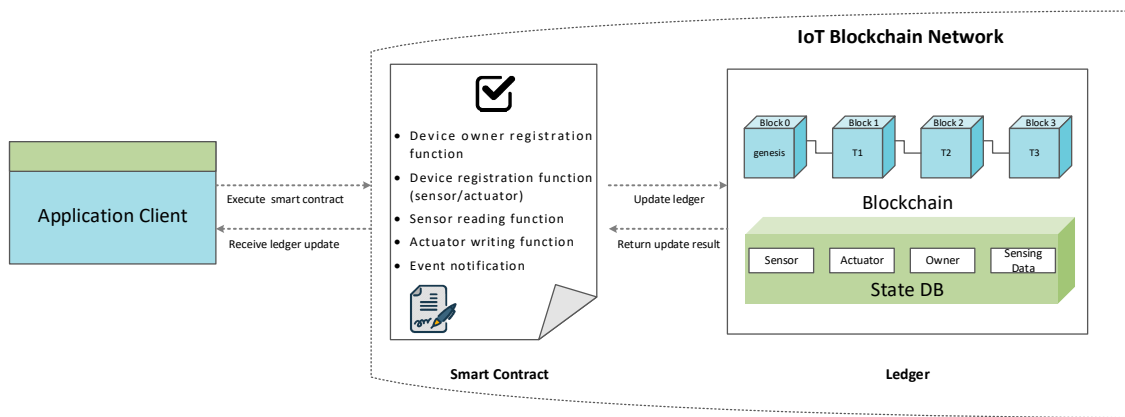 IoT Blockchain Network
Application Client
Execute smart contract
Receive ledger update
• Device owner registration
function
• Device registration function
(sensor/actuator)
• Sensor reading function
• Actuator writing function
• Event notification
Smart Contract
Update ledger
Return update result
Block 0
Block 1
Block 2
Block 3
genesis
T1
T2
T3
Blockchain
Sensor
Actuator
Owner
Sensing
Data
State DB
Ledger